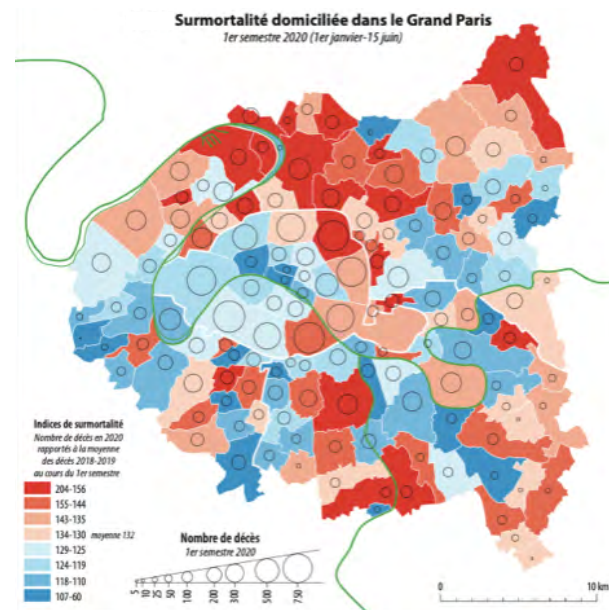 Surmortalité domiciliée dans le Grand Paris
1er semestre 2020 (1er janvier-15 juin)
Indices de surmortalité
Nombre de décès en 2020
rapportés à la moyenne
des décès 2018-2019
au cours du 1er semestre
204-156
155-144
143-135
134-130 moyenne 132
129-125
124-119
118-110
107-60
Nombre de décès
1er semestre 2020
5 10 25 50 100 200 300 500 750
0 10 km